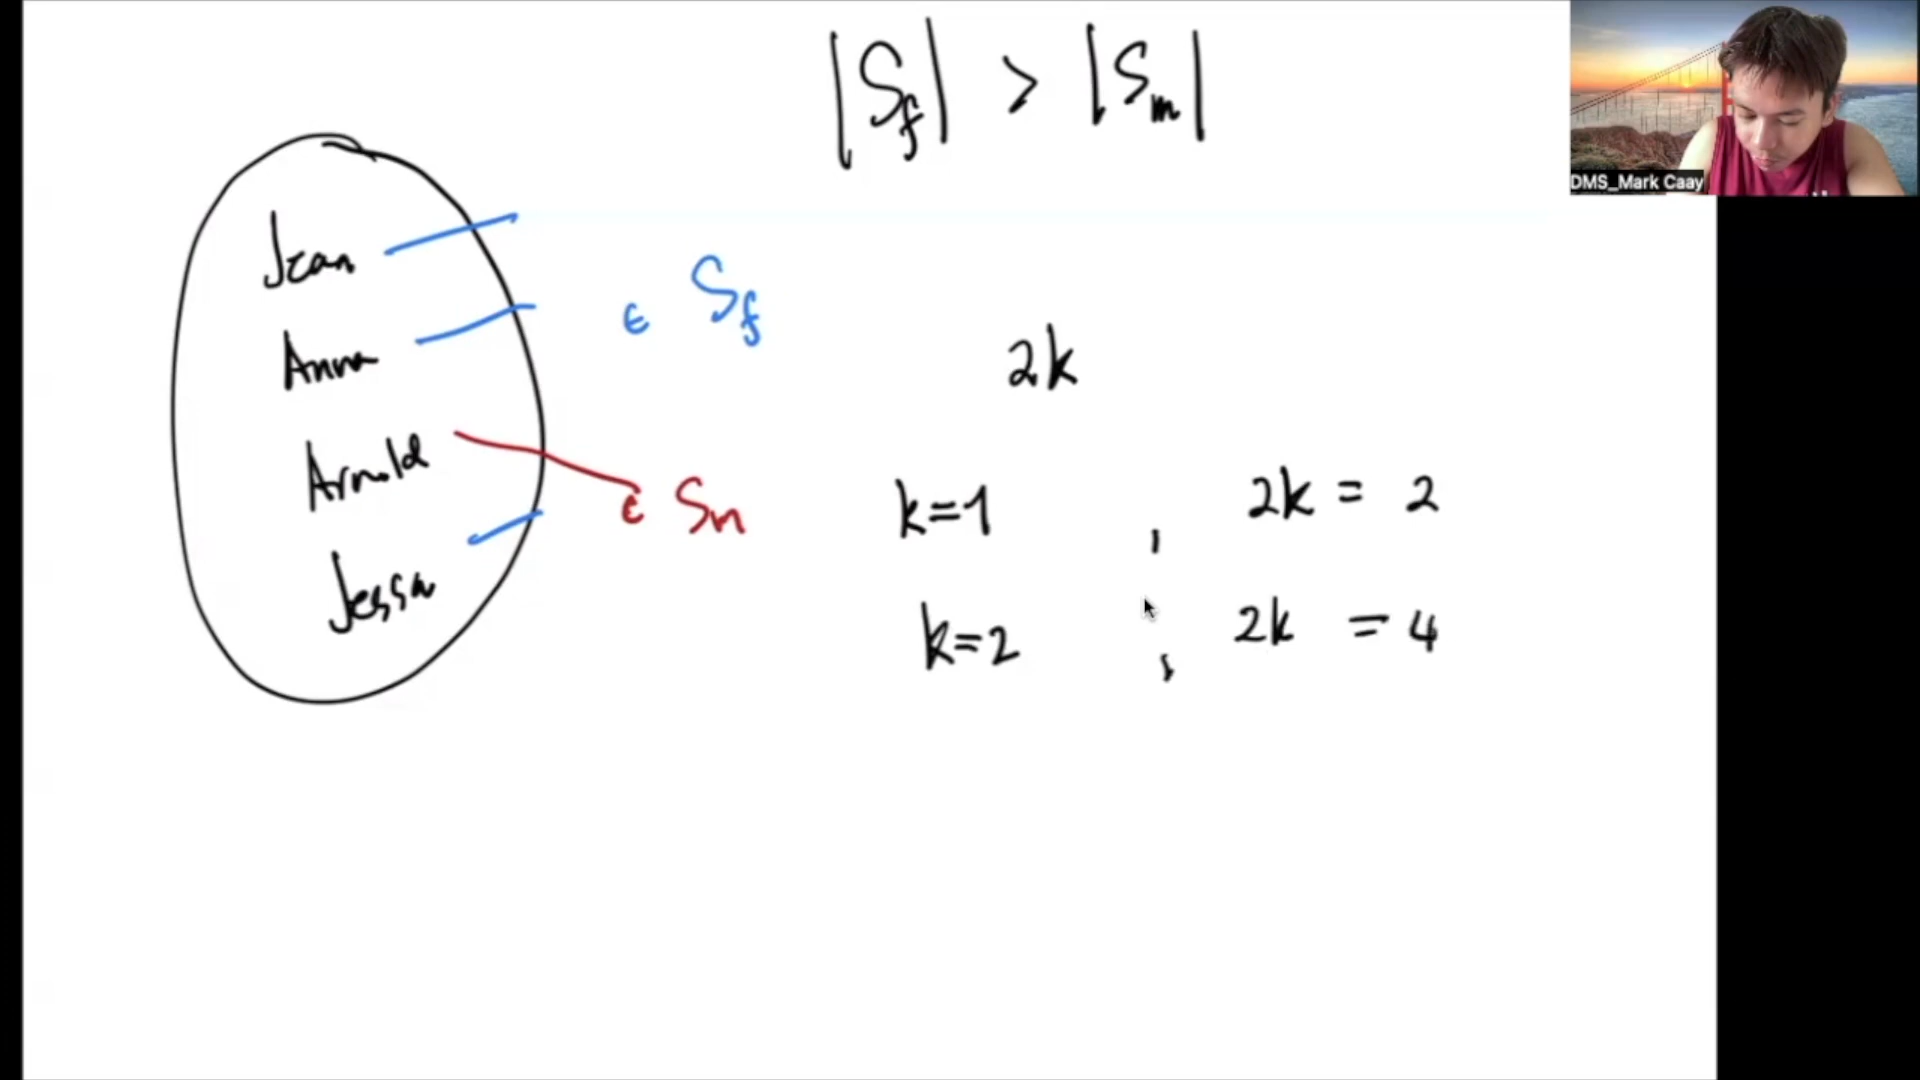 |S_f| > |S_m|
DMS_Mark Caay
Jean
Anna
Arnold
Jessa
ϵ S_f
ϵ S_m
2k
k=1 , 2k = 2
k=2 , 2k = 4